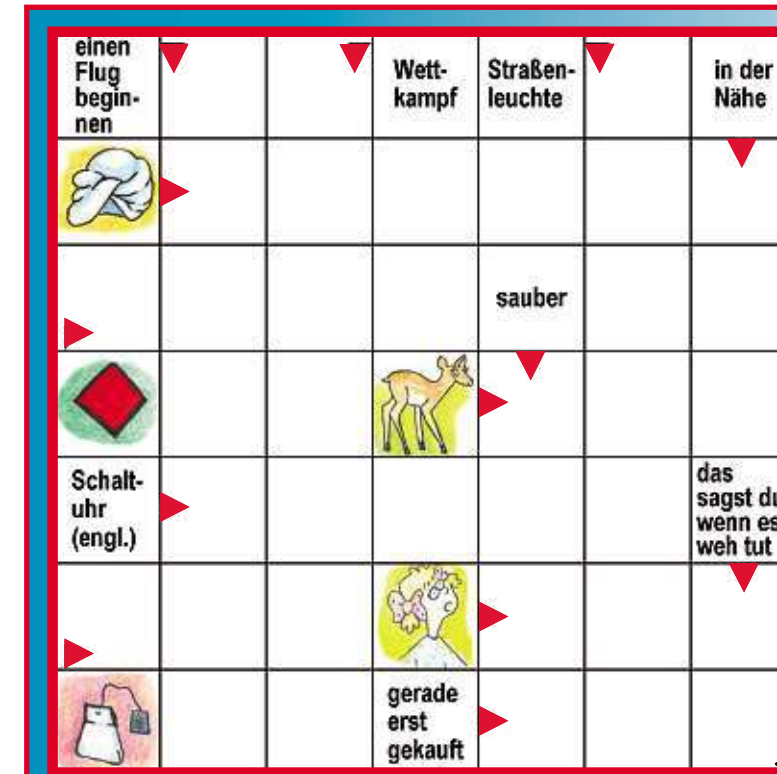 einen
Flug
begin-
nen
Wett-
kampf
Straßen-
leuchte
in der
Nähe
sauber
Schalt-
uhr
(engl.)
das
sagst du
wenn es
weh tut
gerade
erst
gekauft